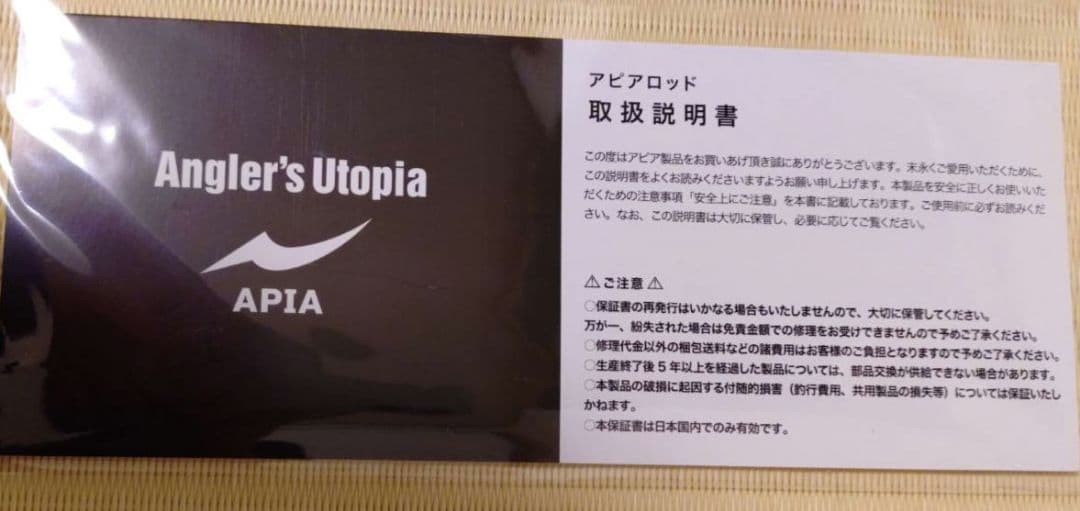 Angler's Utopia
APIA
アピアロッド
取扱説明書
この度はアピア製品をお買いあげ頂き誠にありがとうございます。末永くご愛用いただくために、
この説明書をよくお読みくださいますようお願い申し上げます。本製品を安全に正しくお使いいた
だくための注意事項「安全上にご注意」を本書に記載しております。ご使用前に必ずお読みくだ
さい。なお、この説明書は大切に保管し、必要に応じてご覧ください。
⚠ご注意⚠
○保証書の再発行はいかなる場合もいたしませんので、大切に保管してください。
万が一、紛失された場合は免責金額での修理をお受けできませんので予めご了承ください。
○修理代金以外の梱包送料などの諸費用はお客様のご負担となりますので予めご了承ください。
○生産終了後5年以上を経過した製品については、部品交換が供給できない場合があります。
○本製品の破損に起因する付随的損害（釣行費用、共用製品の損失等）については保証いたし
かねます。
○本保証書は日本国内でのみ有効です。